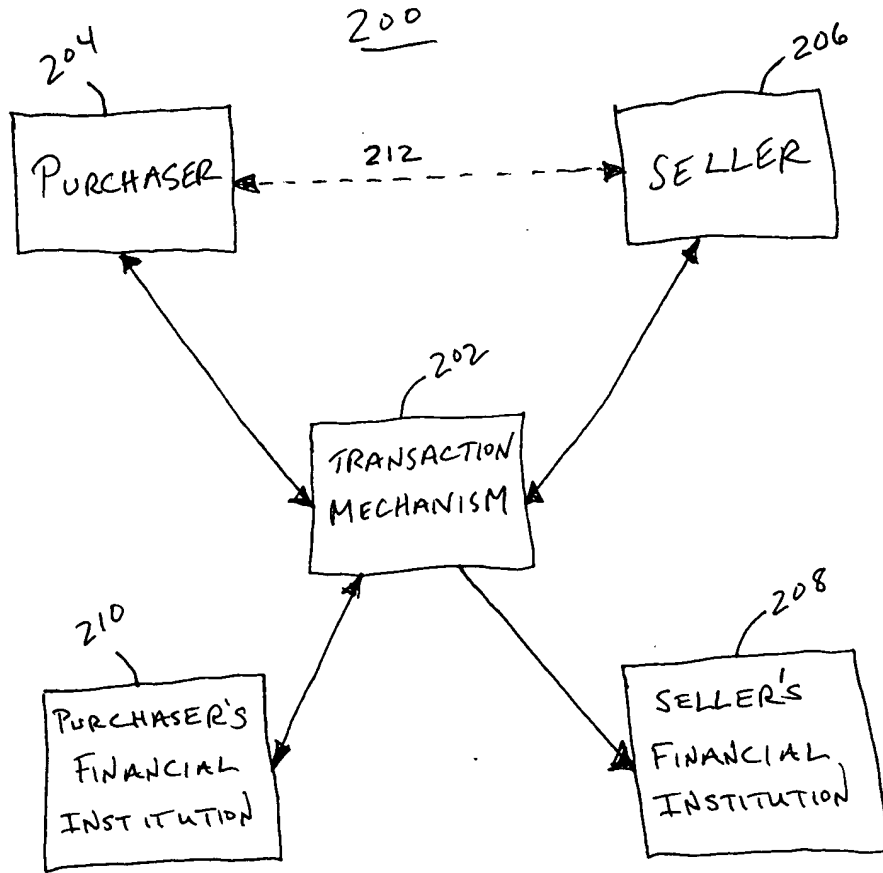 200
204
206
PURCHASER
212
SELLER
202
TRANSACTION
MECHANISM
210
208
PURCHASER'S
FINANCIAL
INSTITUTION
SELLER'S
FINANCIAL
INSTITUTION